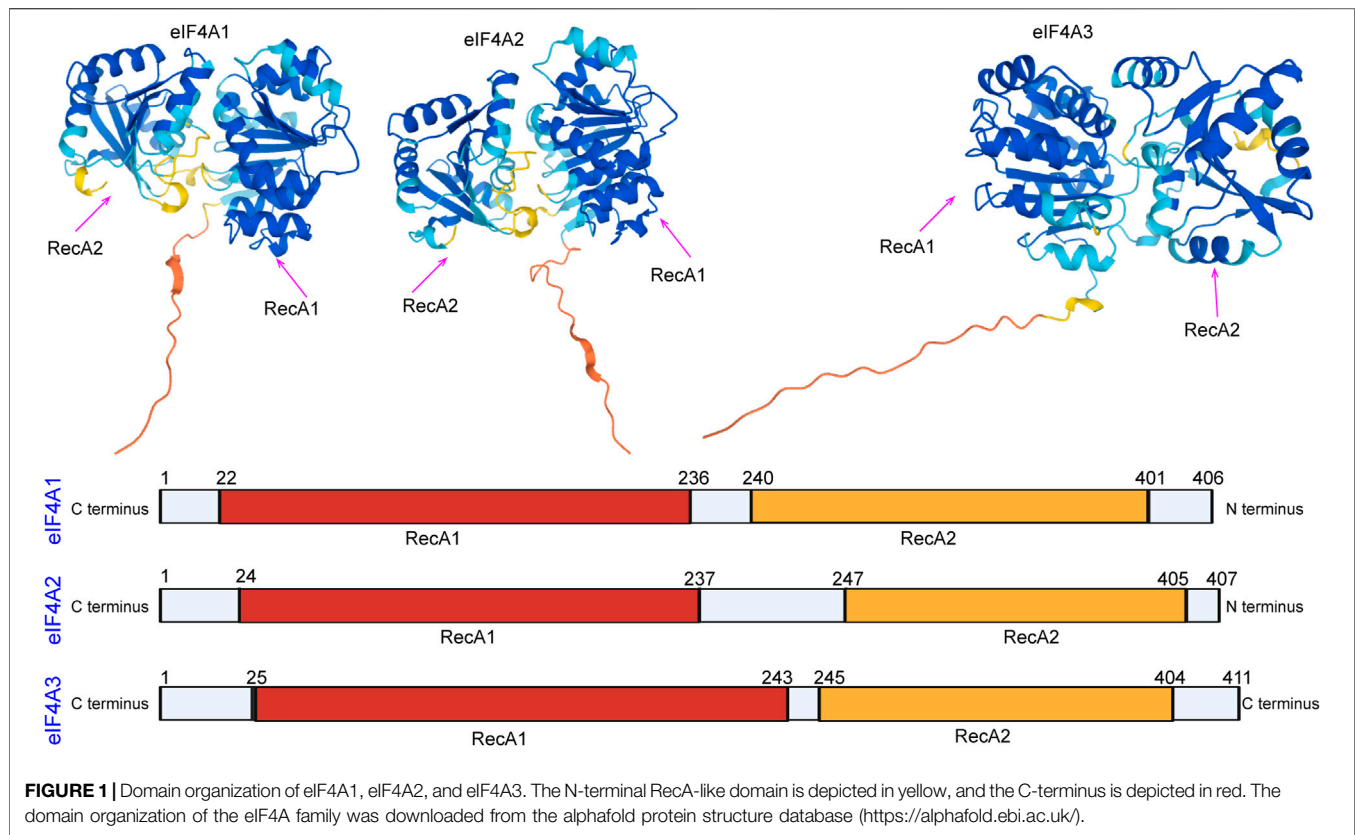 eIF4A1
eIF4A2
eIF4A3
RecA2
RecA1
RecA2
RecA1
RecA1
RecA2
eIF4A1
1 22 236 240 401 406
C terminus N terminus
RecA1 RecA2
eIF4A2
1 24 237 247 405 407
C terminus N terminus
RecA1 RecA2
eIF4A3
1 25 243 245 404 411
C terminus C terminus
RecA1 RecA2
FIGURE 1 | Domain organization of eIF4A1, eIF4A2, and eIF4A3. The N-terminal RecA-like domain is depicted in yellow, and the C-terminus is depicted in red. The
domain organization of the eIF4A family was downloaded from the alphafold protein structure database (https://alphafold.ebi.ac.uk/).